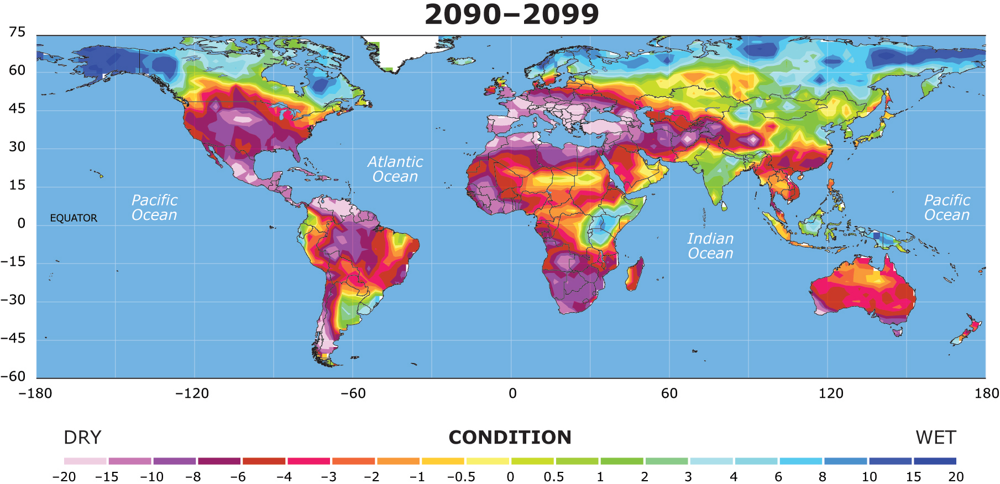 2090–2099
75
60
45
30
15
0
–15
–30
–45
–60
Atlantic
Ocean
Pacific
Ocean
EQUATOR
Pacific
Ocean
Indian
Ocean
–180 –120 –60 0 60 120 180
DRY CONDITION WET
–20 –15 –10 –8 –6 –4 –3 –2 –1 –0.5 0 0.5 1 2 3 4 6 8 10 15 20